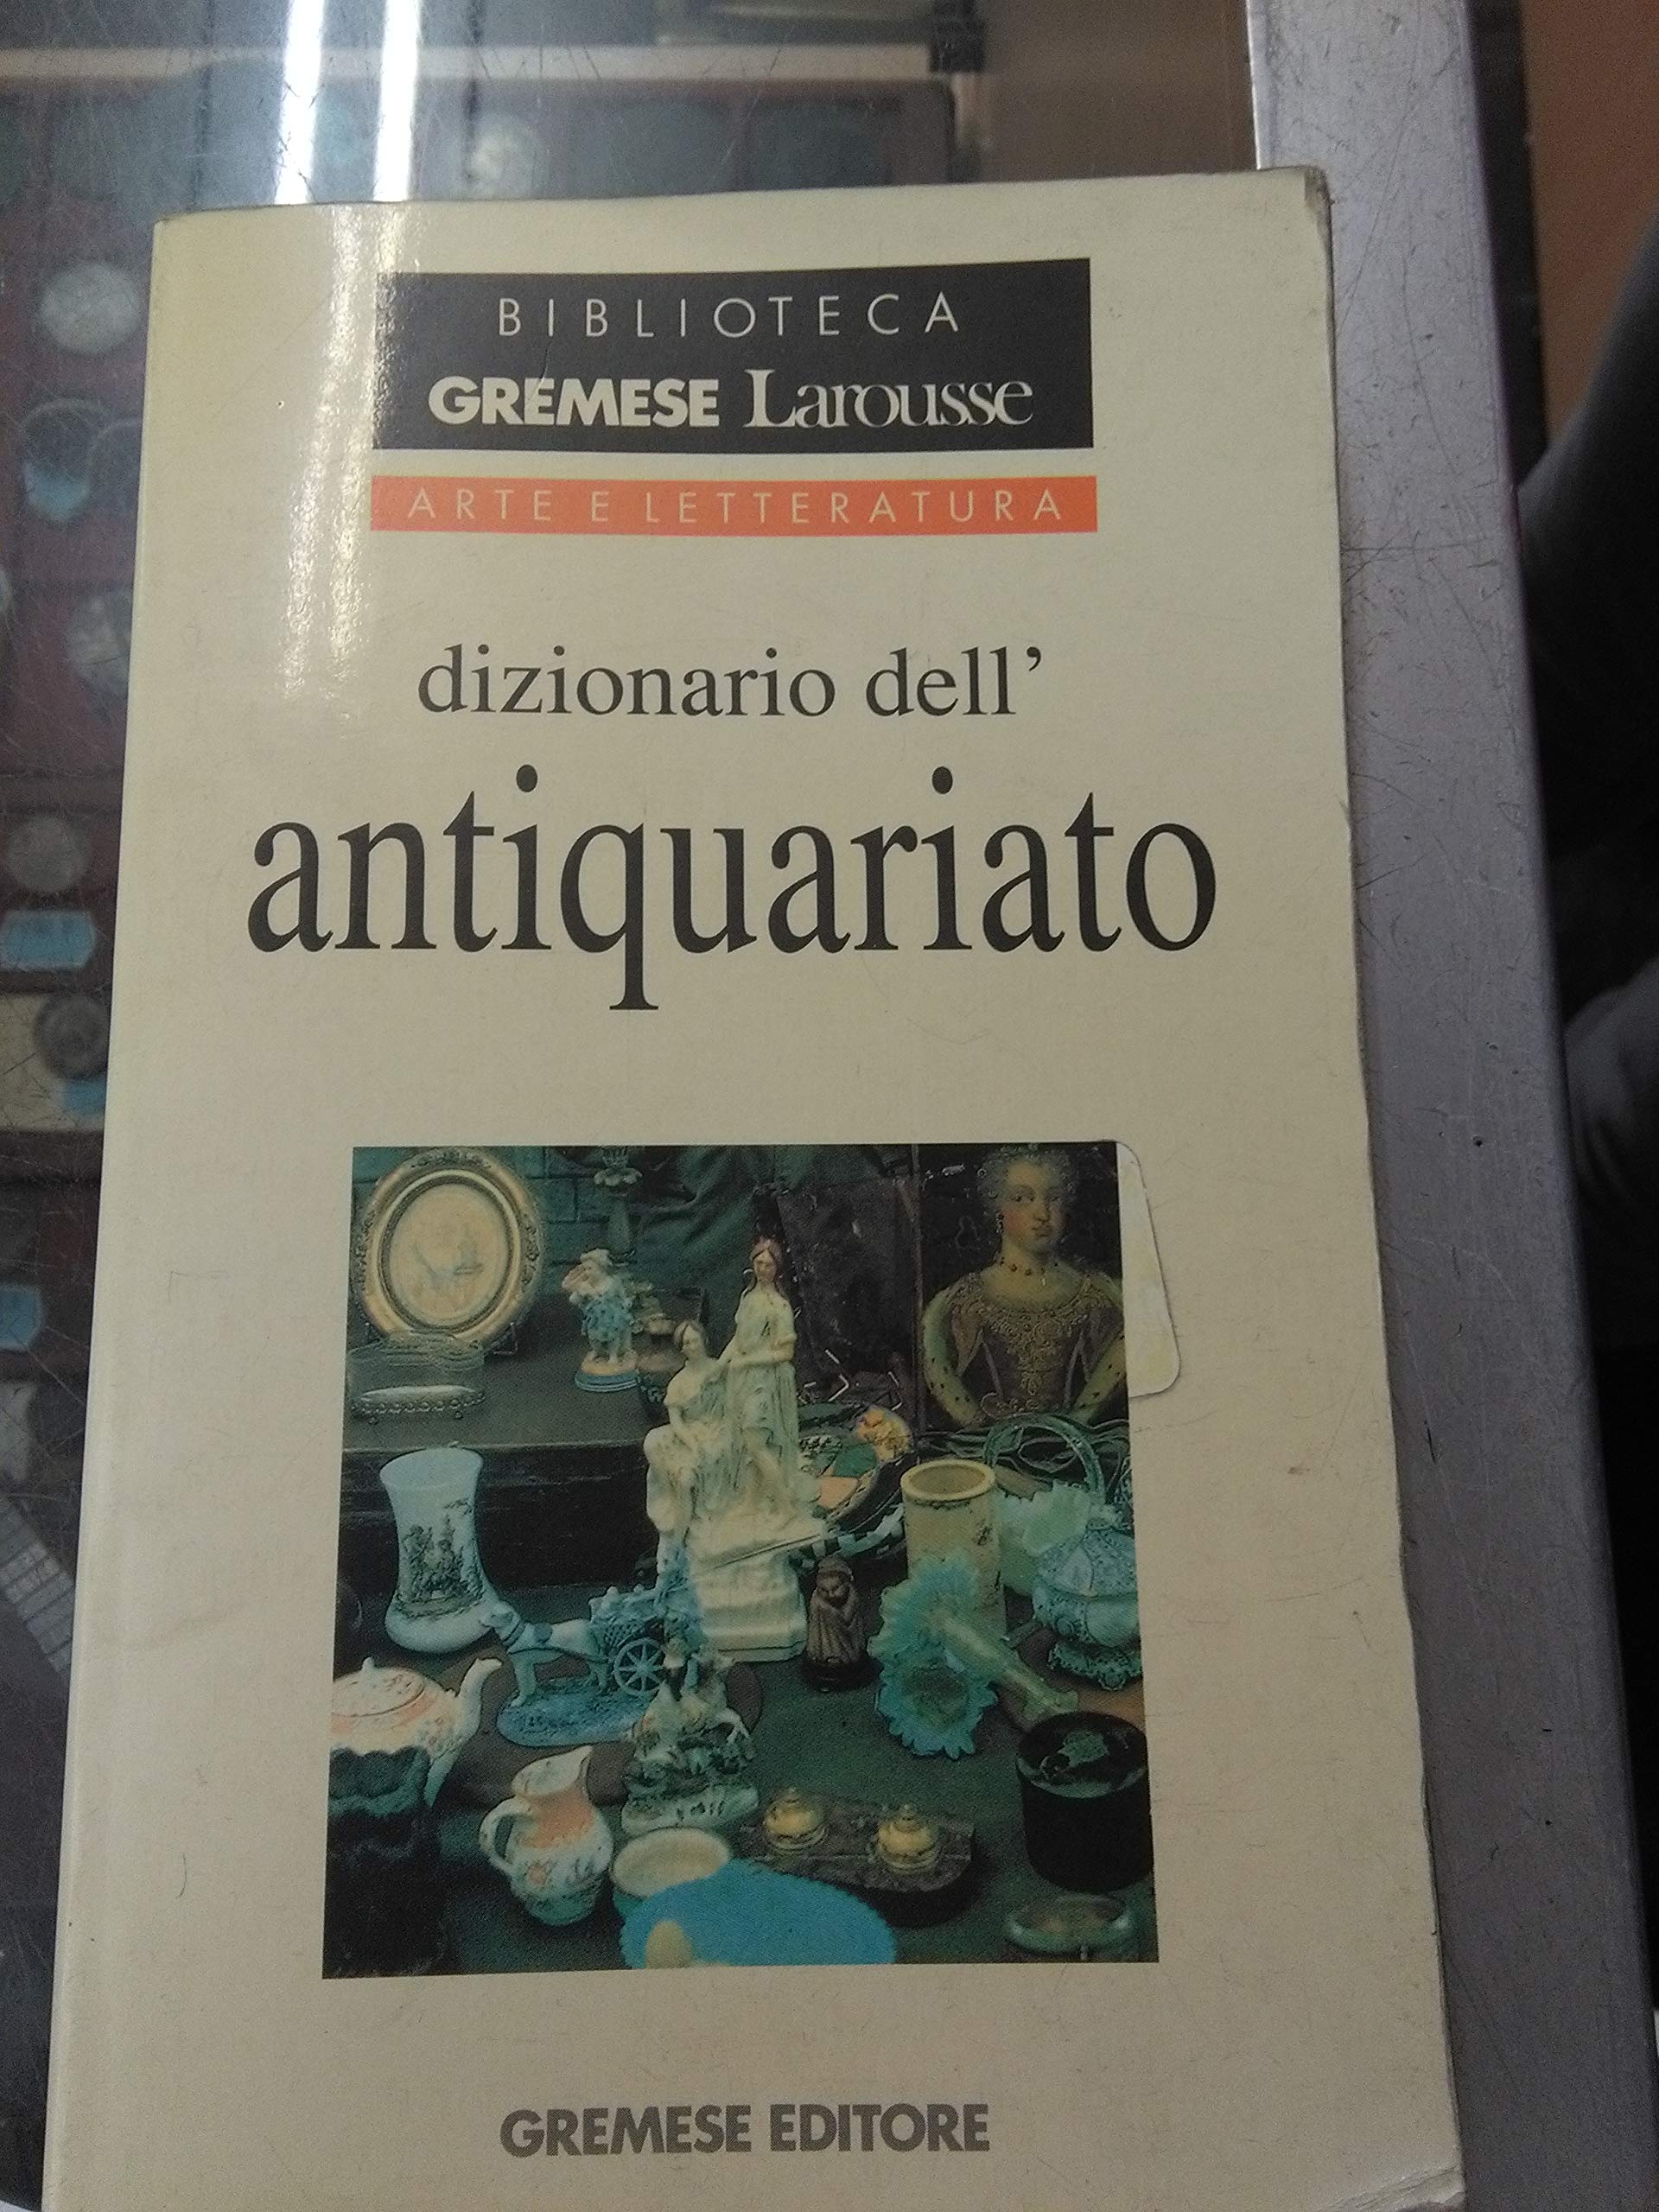 BIBLIOTECA
GREMESE Larousse
ARTE E LETTERATURA
dizionario dell’
antiquariato
GREMESE EDITORE